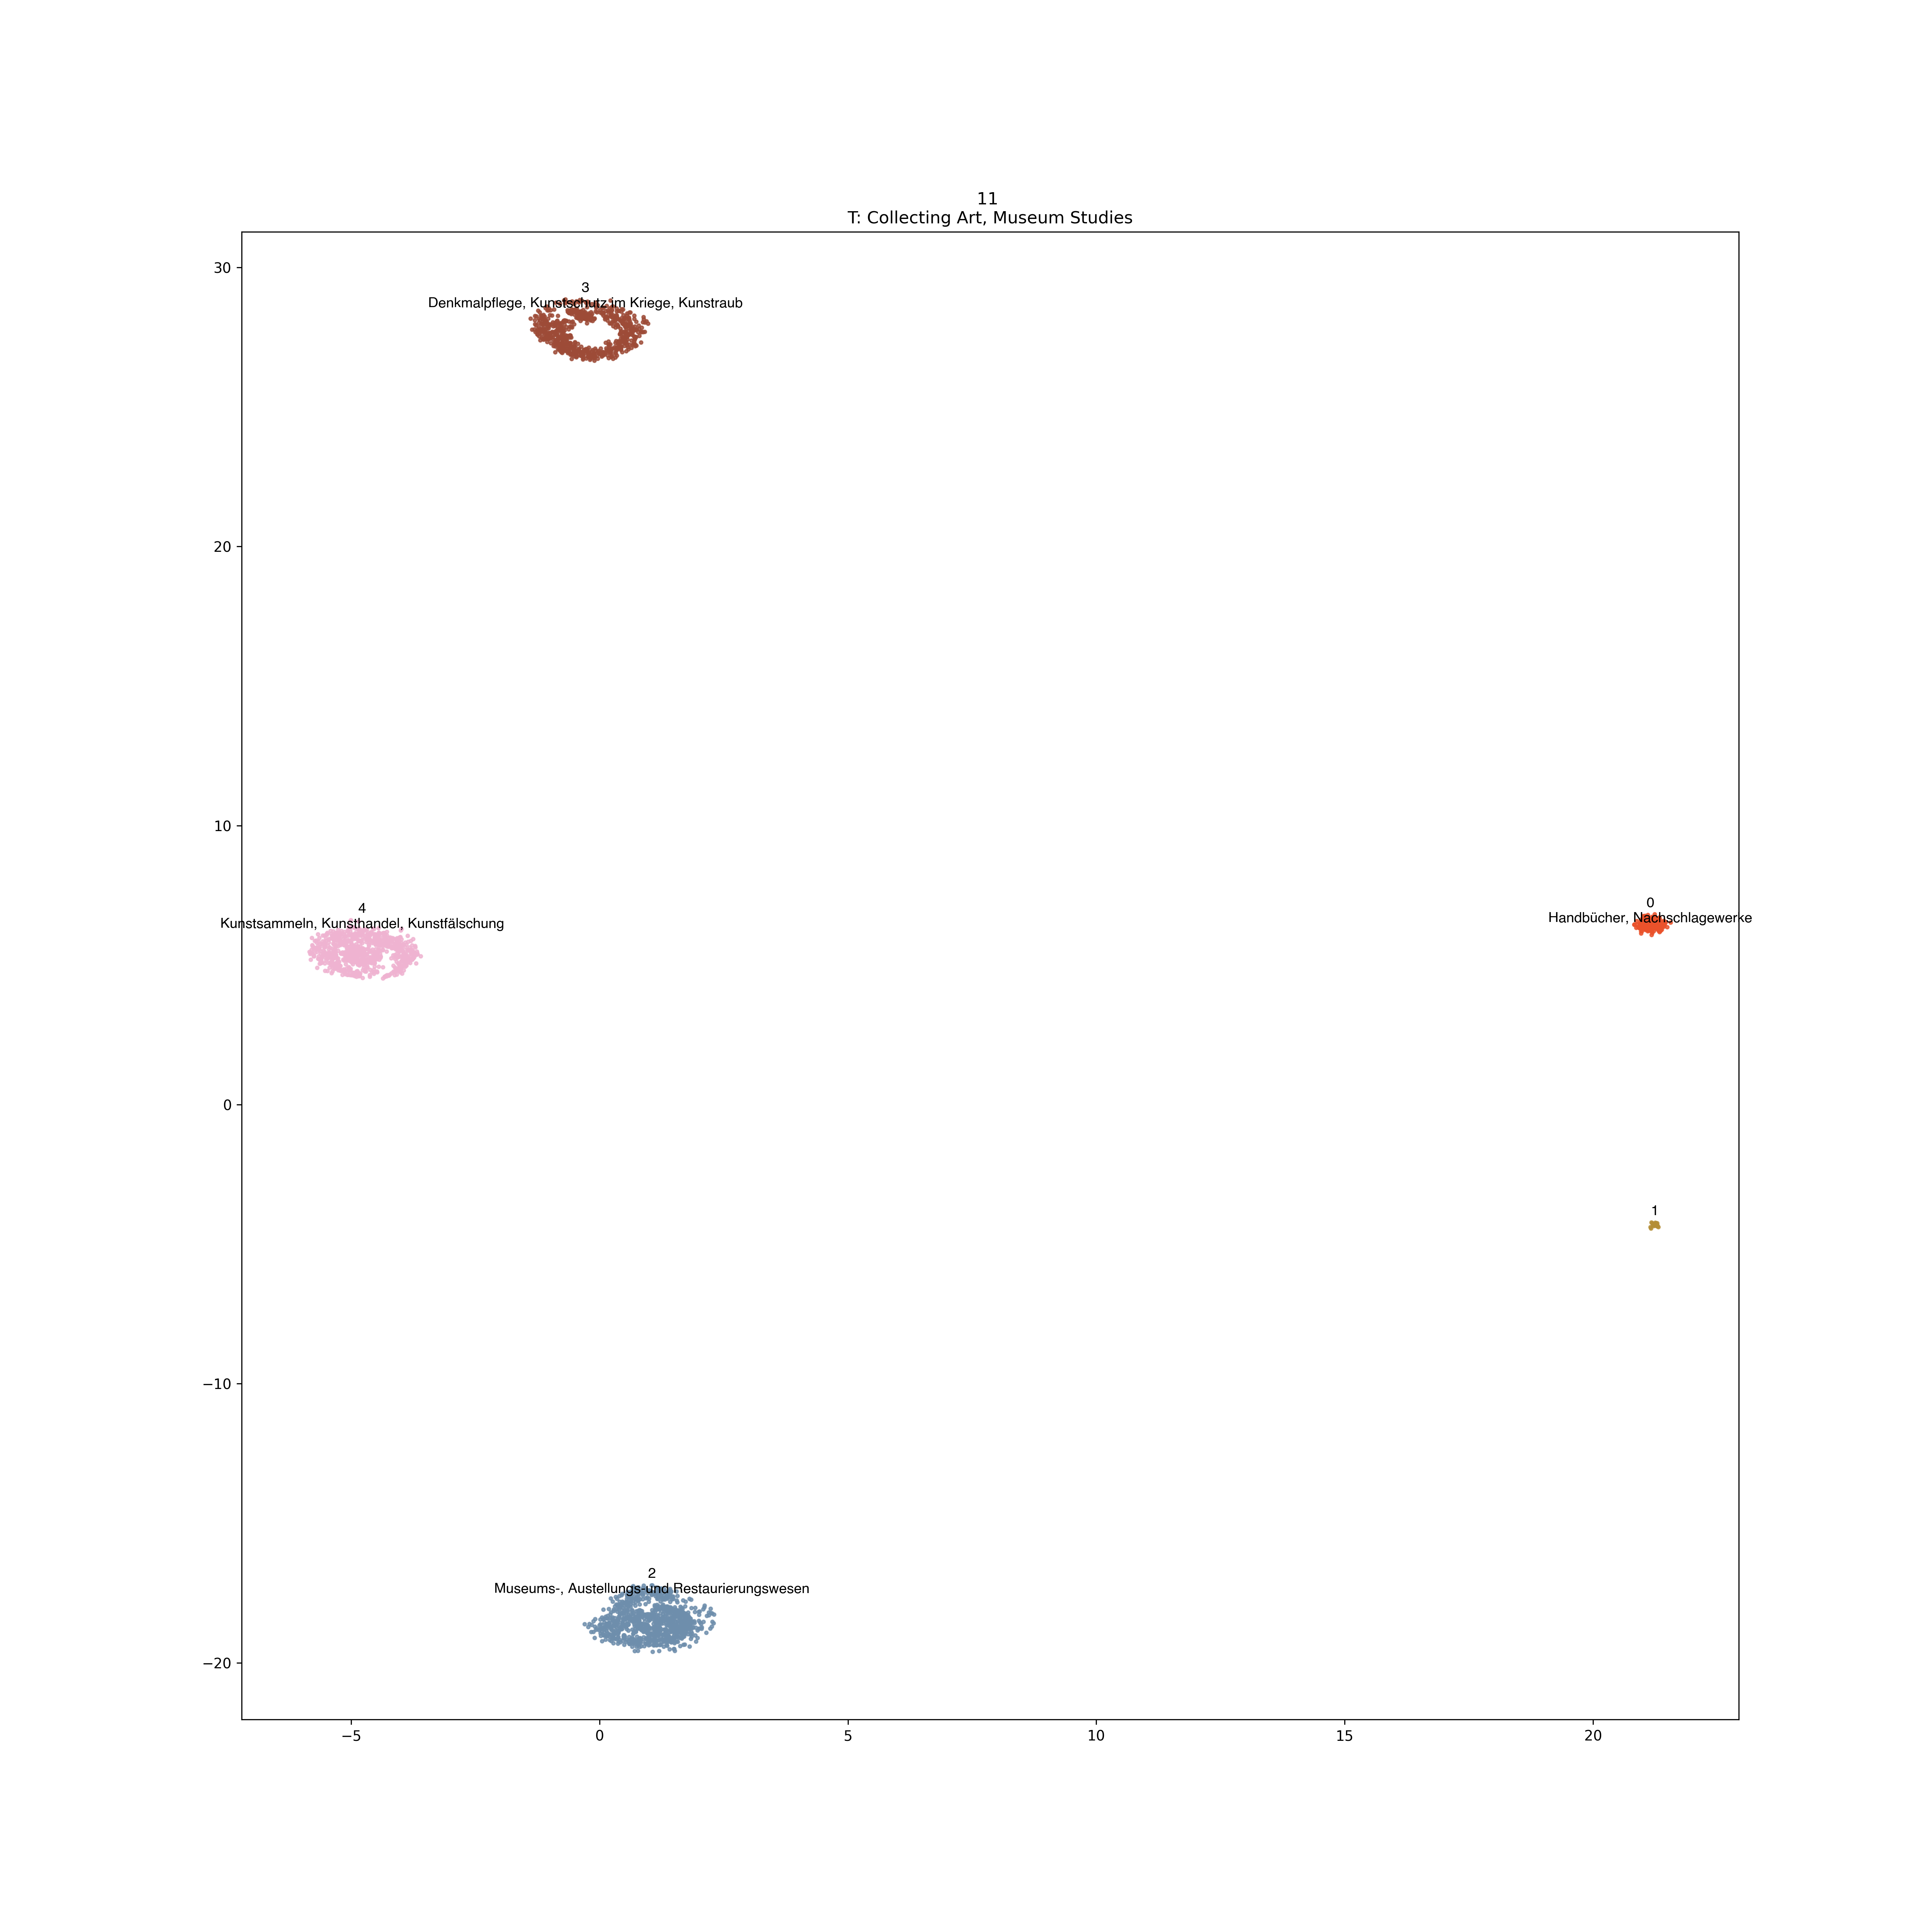 11
T: Collecting Art, Museum Studies
30
3
Denkmalpflege, Kunstschutz im Kriege, Kunstraub
20
10
4
Kunstsammeln, Kunsthandel, Kunstfälschung
0
Handbücher, Nachschlagewerke
0
1
−10
2
Museums-, Austellungs-und Restaurierungswesen
−20
−5 0 5 10 15 20